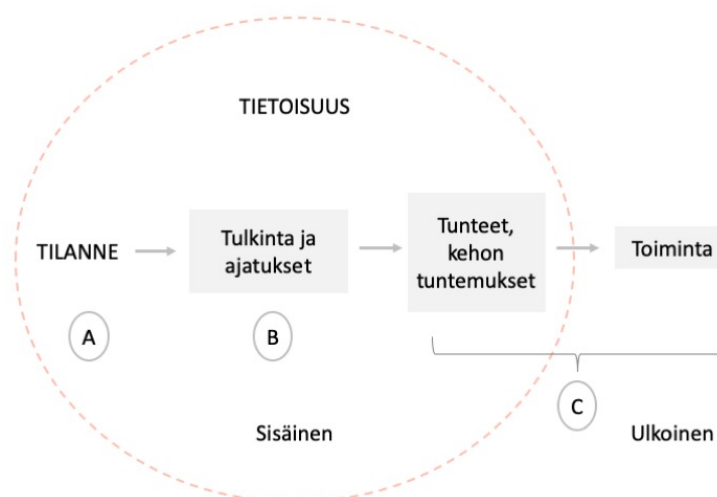 TIETOISUUS
TILANNE
Tulkinta ja
ajatukset
Tunteet,
kehon
tuntemukset
Toiminta
A
B
C
Sisäinen
Ulkoinen